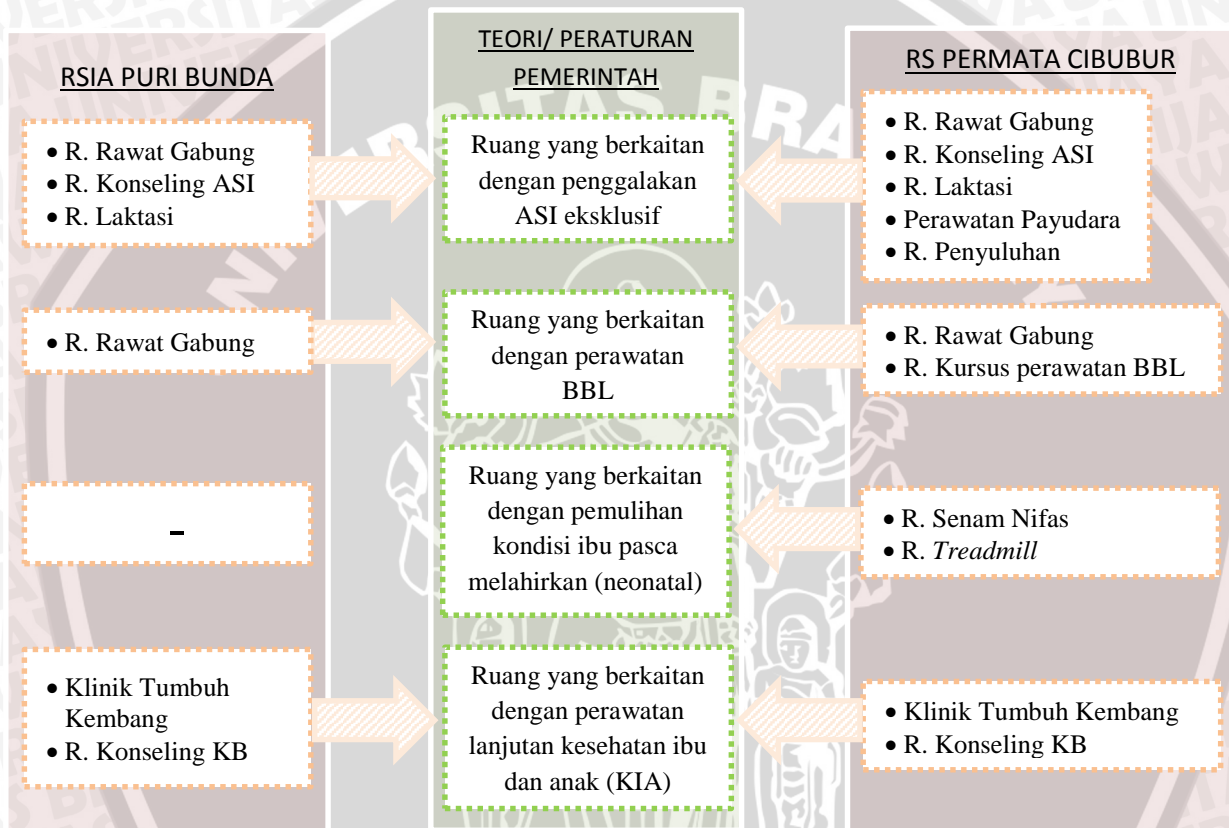 RSIA PURI BUNDA
• R. Rawat Gabung
• R. Konseling ASI
• R. Laktasi
• R. Rawat Gabung
-
• Klinik Tumbuh
Kembang
• R. Konseling KB
TEORI/ PERATURAN
PEMERINTAH
Ruang yang berkaitan
dengan penggalakan
ASI eksklusif
Ruang yang berkaitan
dengan perawatan
BBL
Ruang yang berkaitan
dengan pemulihan
kondisi ibu pasca
melahirkan (neonatal)
Ruang yang berkaitan
dengan perawatan
lanjutan kesehatan ibu
dan anak (KIA)
RS PERMATA CIBUBUR
• R. Rawat Gabung
• R. Konseling ASI
• R. Laktasi
• Perawatan Payudara
• R. Penyuluhan
• R. Rawat Gabung
• R. Kursus perawatan BBL
• R. Senam Nifas
• R. Treadmill
• Klinik Tumbuh Kembang
• R. Konseling KB